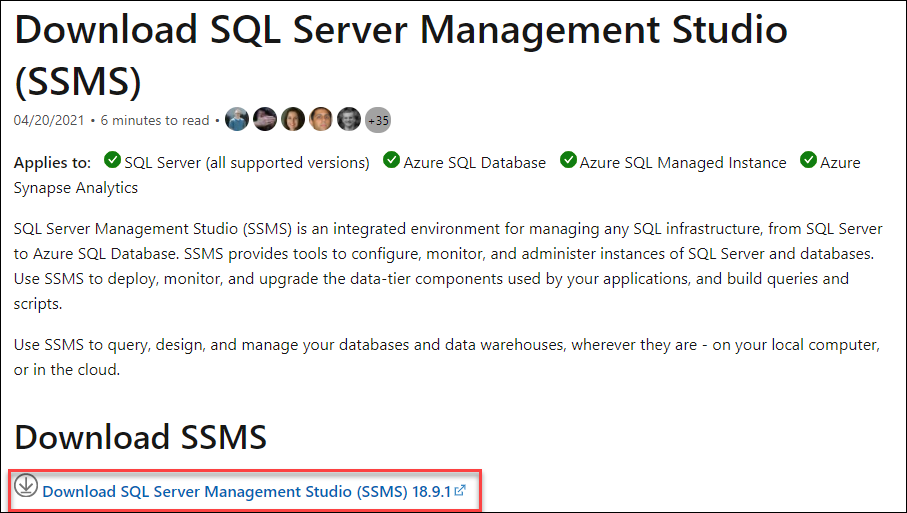 Download SQL Server Management Studio
(SSMS)
04/20/2021 • 6 minutes to read • +35
Applies to: SQL Server (all supported versions) Azure SQL Database Azure SQL Managed Instance Azure
Synapse Analytics
SQL Server Management Studio (SSMS) is an integrated environment for managing any SQL infrastructure, from SQL Server
to Azure SQL Database. SSMS provides tools to configure, monitor, and administer instances of SQL Server and databases.
Use SSMS to deploy, monitor, and upgrade the data-tier components used by your applications, and build queries and
scripts.
Use SSMS to query, design, and manage your databases and data warehouses, wherever they are - on your local computer,
or in the cloud.
Download SSMS
Download SQL Server Management Studio (SSMS) 18.9.1